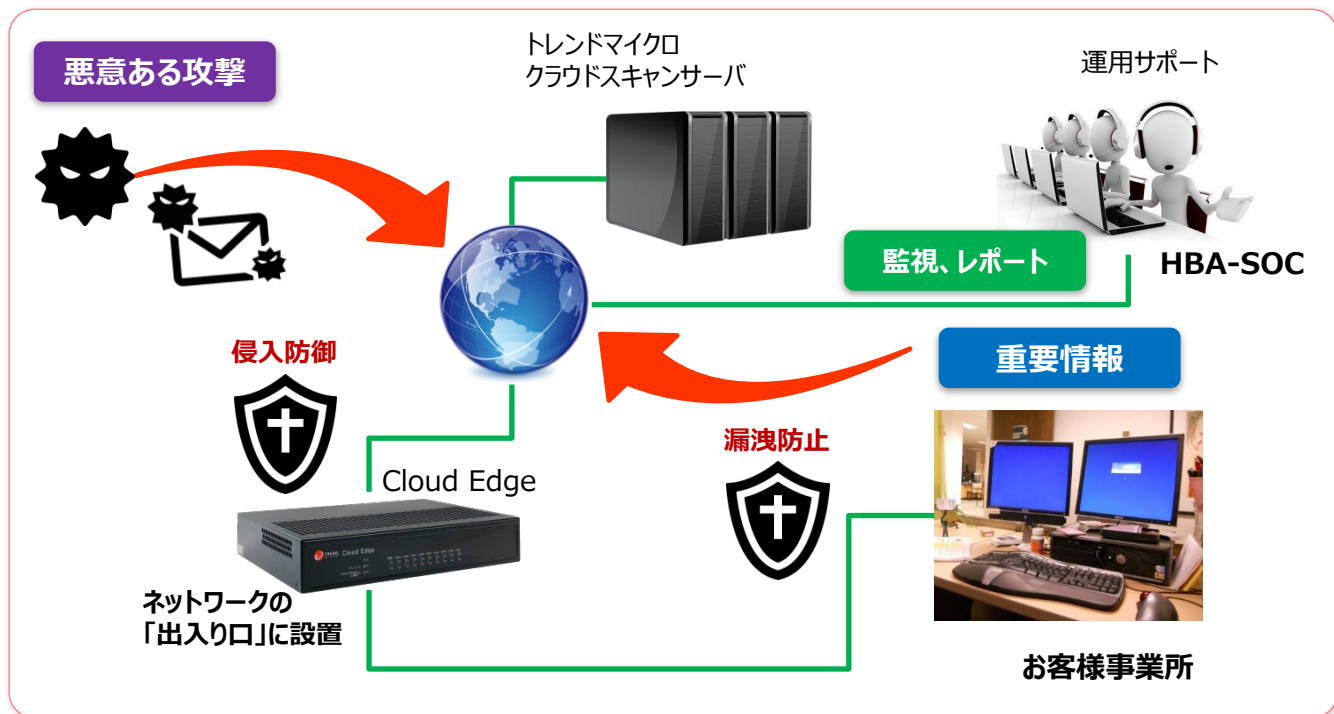 悪意ある攻撃
トレンドマイクロ
クラウドスキャンサーバ
運用サポート
監視、レポート
HBA-SOC
侵入防御
重要情報
漏洩防止
Cloud Edge
Cloud Edge
ネットワークの
「出入り口」に設置
お客様事業所